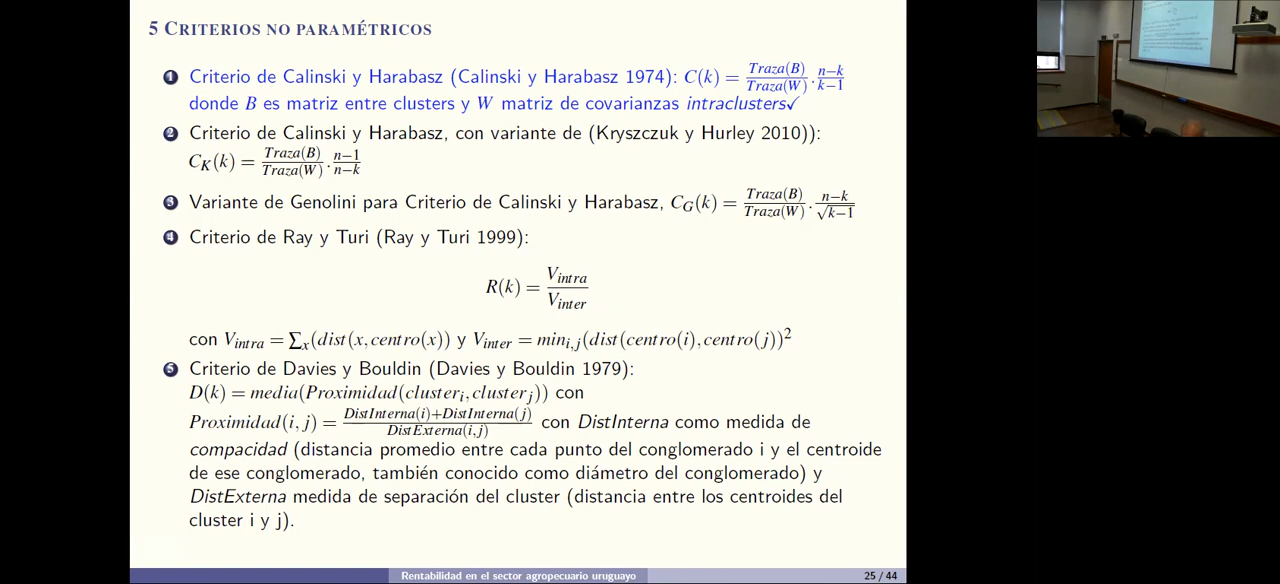 5 CRITERIOS NO PARAMÉTRICOS
1 Criterio de Calinski y Harabasz (Calinski y Harabasz 1974): C(k) = Traza(B)/Traza(W) · n−k/k−1
donde B es matriz entre clusters y W matriz de covarianzas intraclusters✓
2 Criterio de Calinski y Harabasz, con variante de (Kryszczuk y Hurley 2010)):
C_K(k) = Traza(B)/Traza(W) · n−1/n−k
3 Variante de Genolini para Criterio de Calinski y Harabasz, C_G(k) = Traza(B)/Traza(W) · n−k/√k−1
4 Criterio de Ray y Turi (Ray y Turi 1999):
R(k) = V_intra/V_inter
con V_intra = ∑_x(dist(x,centro(x)) y V_inter = min_i,j(dist(centro(i),centro(j))²
5 Criterio de Davies y Bouldin (Davies y Bouldin 1979):
D(k) = media(Proximidad(cluster_i,cluster_j)) con
Proximidad(i,j) = DistInterna(i)+DistInterna(j)/DistExterna(i,j) con DistInterna como medida de
compacidad (distancia promedio entre cada punto del conglomerado i y el centroide
de ese conglomerado, también conocido como diámetro del conglomerado) y
DistExterna medida de separación del cluster (distancia entre los centroides del
cluster i y j).
Rentabilidad en el sector agropecuario uruguayo 25 / 44